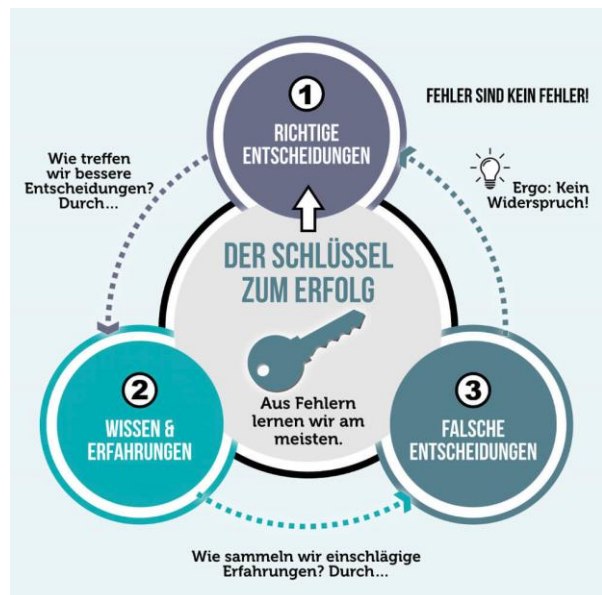 FEHLER SIND KEIN FEHLER!
1
RICHTIGE
ENTSCHEIDUNGEN
Wie treffen
wir bessere
Entscheidungen?
Durch...
Ergo: Kein
Widerspruch!
DER SCHLÜSSEL
ZUM ERFOLG
Aus Fehlern
lernen wir am
meisten.
2
WISSEN &
ERFAHRUNGEN
3
FALSCHE
ENTSCHEIDUNGEN
Wie sammeln wir einschlägige
Erfahrungen? Durch...